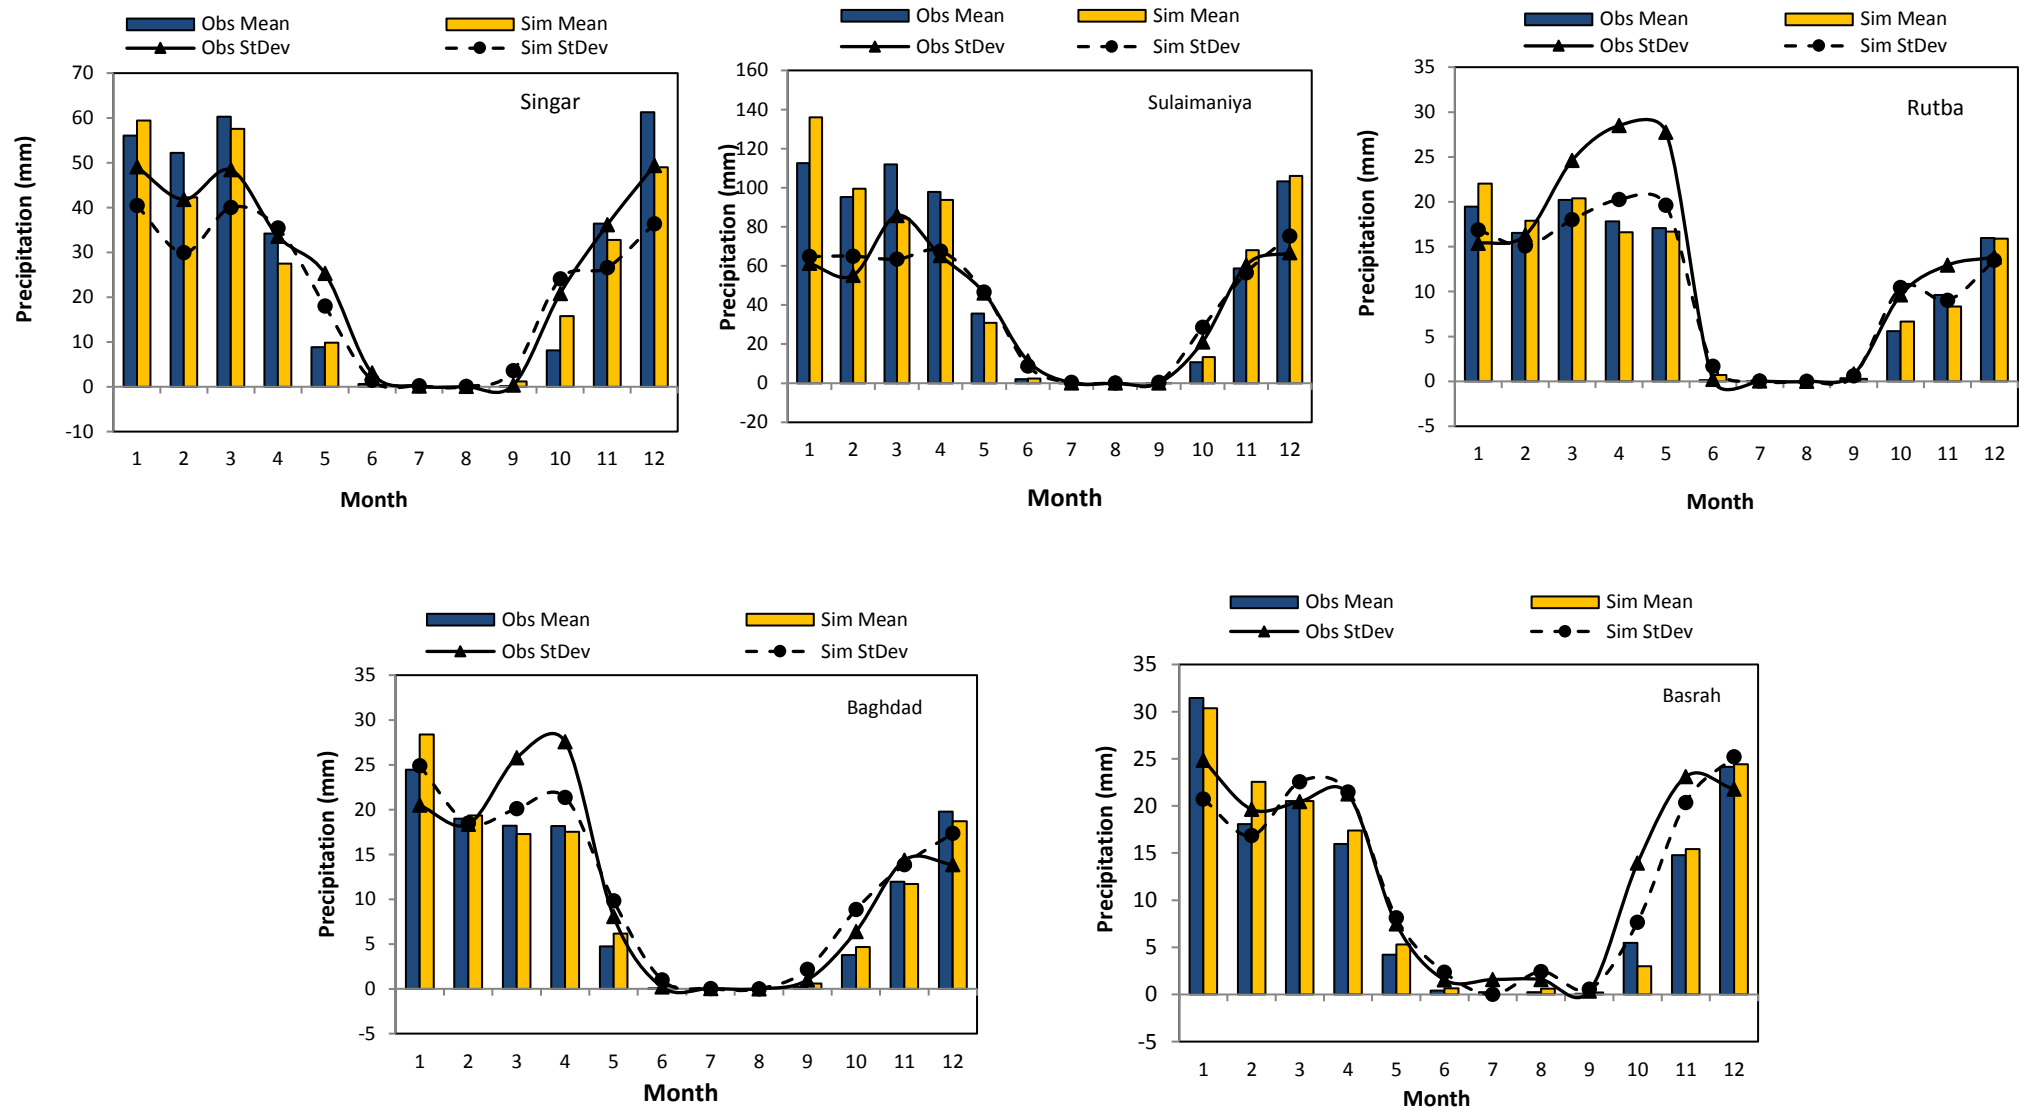 Obs Mean Sim Mean
Obs StDev Sim StDev
Singar
Precipitation (mm)
70
60
50
40
30
20
10
0
-10
1 2 3 4 5 6 7 8 9 10 11 12
Month
Obs Mean Sim Mean
Obs StDev Sim StDev
Sulaimaniya
Precipitation (mm)
160
140
120
100
80
60
40
20
0
-20
1 2 3 4 5 6 7 8 9 10 11 12
Month
Obs Mean Sim Mean
Obs StDev Sim StDev
Rutba
Precipitation (mm)
35
30
25
20
15
10
5
0
-5
1 2 3 4 5 6 7 8 9 10 11 12
Month
Obs Mean Sim Mean
Obs StDev Sim StDev
Baghdad
Precipitation (mm)
35
30
25
20
15
10
5
0
-5
1 2 3 4 5 6 7 8 9 10 11 12
Month
Obs Mean Sim Mean
Obs StDev Sim StDev
Basrah
Precipitation (mm)
35
30
25
20
15
10
5
0
-5
1 2 3 4 5 6 7 8 9 10 11 12
Month